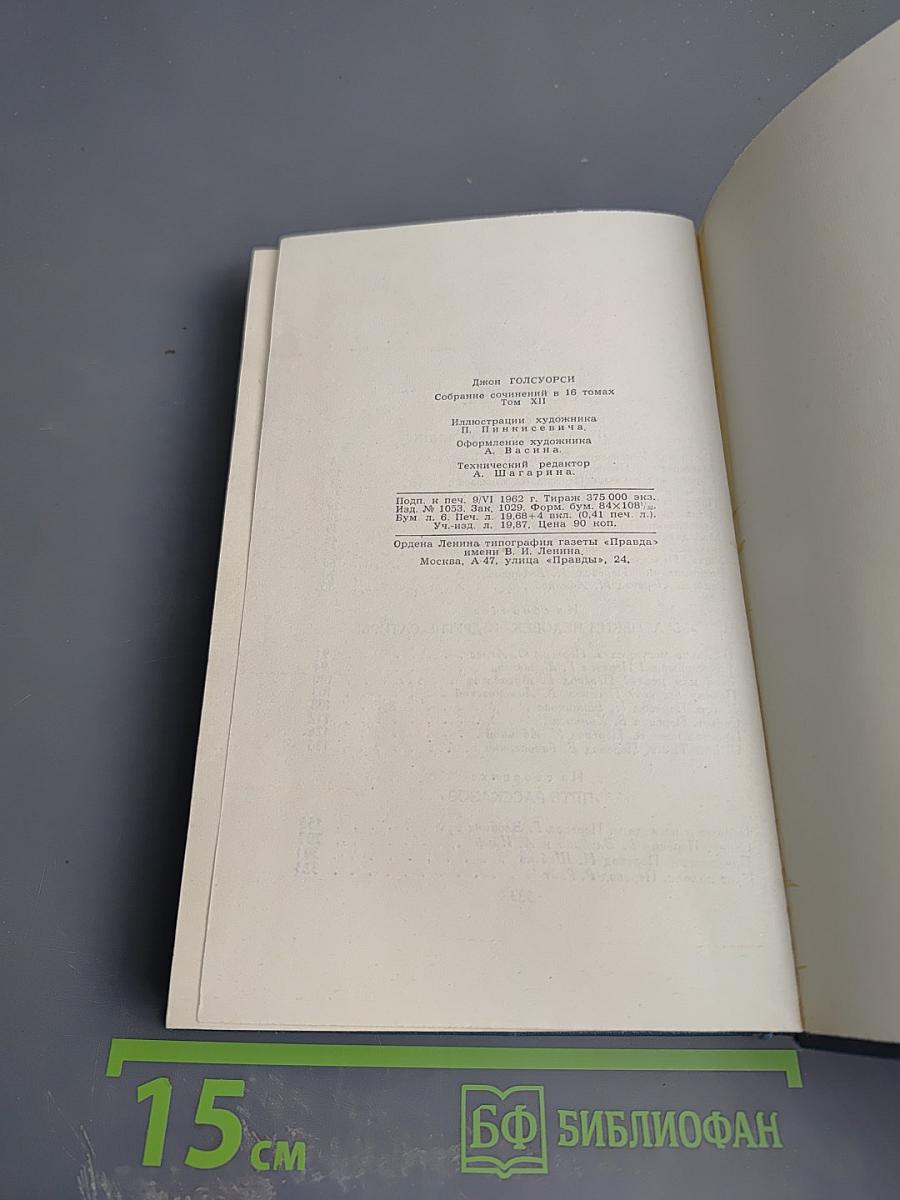 Джон ГОЛСУОРСИ
Собрание сочинений в 16 томах
Том XII
Иллюстрации художника
П. Пинкисевича.
Оформление художника
А. Васина.
Технический редактор
А. Шагарина.
Подп. к печ. 9/VI 1962 г. Тираж 375 000 экз.
Изд. № 1053. Зак. 1029. Форм. бум. 84×108¹/₃₂.
Бум. л. 6. Печ. л. 19,68+4 вкл. (0,41 печ. л.).
Уч.-изд. л. 19,87. Цена 90 коп.
Ордена Ленина типография газеты «Правда»
имени В. И. Ленина.
Москва, А-47, улица «Правды», 24.
15 см
БФ БИБЛИОФАН